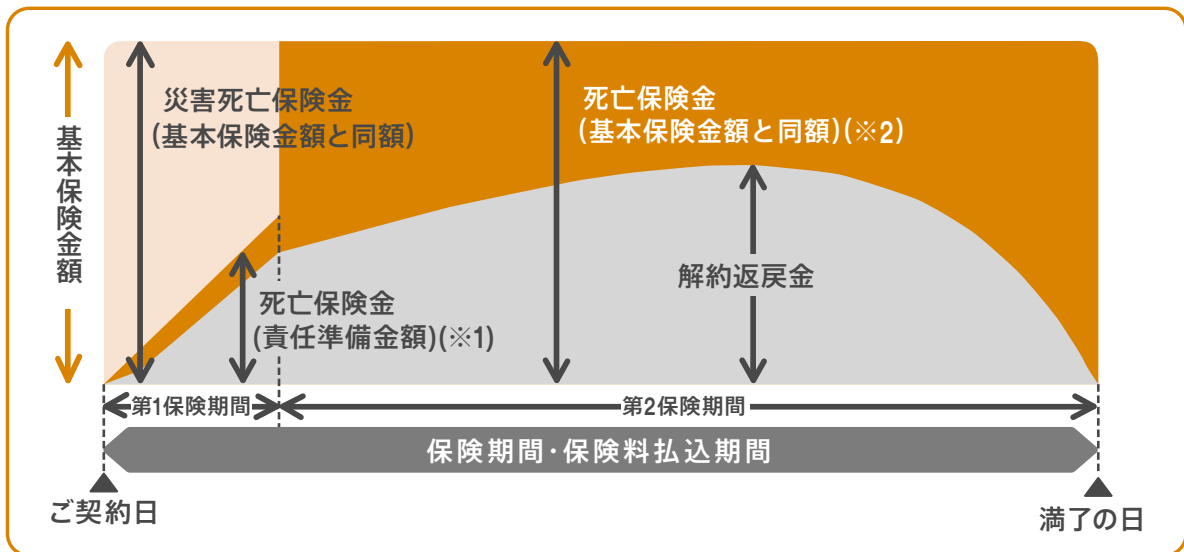 基本保険金額
災害死亡保険金
(基本保険金額と同額)
死亡保険金
(基本保険金額と同額)(※2)
死亡保険金
(責任準備金額)(※1)
解約返戻金
第1保険期間
第2保険期間
保険期間・保険料払込期間
ご契約日
満了の日